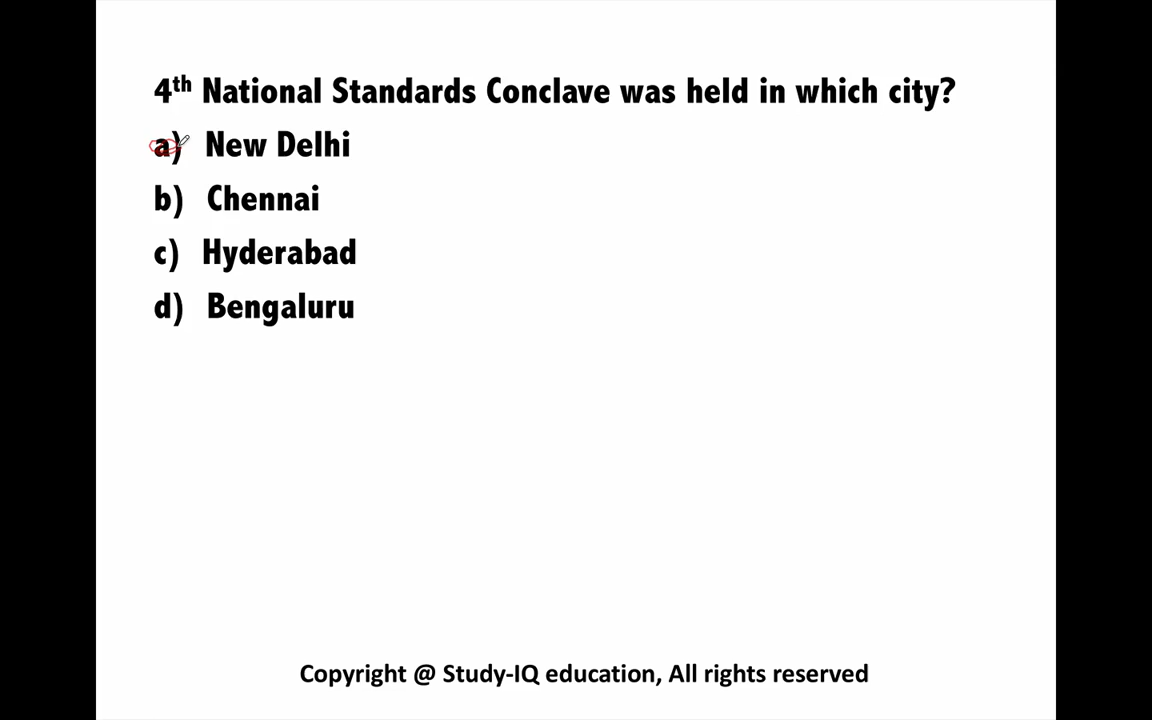 4th National Standards Conclave was held in which city?
a) New Delhi
b) Chennai
c) Hyderabad
d) Bengaluru
Copyright @ Study-IQ education, All rights reserved